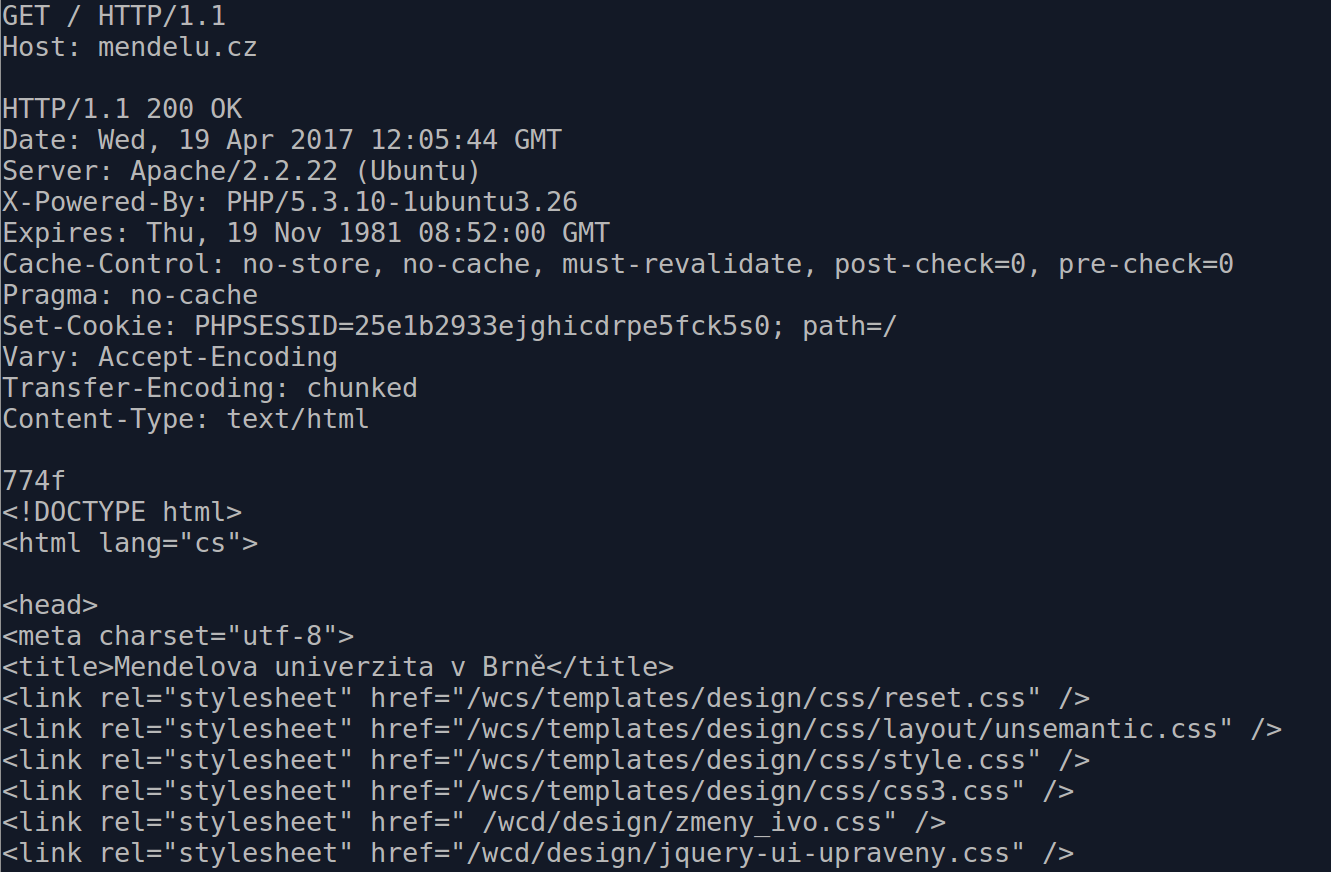 GET / HTTP/1.1
Host: mendelu.cz

HTTP/1.1 200 OK
Date: Wed, 19 Apr 2017 12:05:44 GMT
Server: Apache/2.2.22 (Ubuntu)
X-Powered-By: PHP/5.3.10-1ubuntu3.26
Expires: Thu, 19 Nov 1981 08:52:00 GMT
Cache-Control: no-store, no-cache, must-revalidate, post-check=0, pre-check=0
Pragma: no-cache
Set-Cookie: PHPSESSID=25e1b2933ejghicdrpe5fck5s0; path=/
Vary: Accept-Encoding
Transfer-Encoding: chunked
Content-Type: text/html

774f
<!DOCTYPE html>
<html lang="cs">

<head>
<meta charset="utf-8">
<title>Mendelova univerzita v Brně</title>
<link rel="stylesheet" href="/wcs/templates/design/css/reset.css" />
<link rel="stylesheet" href="/wcs/templates/design/css/layout/unsemantic.css" />
<link rel="stylesheet" href="/wcs/templates/design/css/style.css" />
<link rel="stylesheet" href="/wcs/templates/design/css/css3.css" />
<link rel="stylesheet" href=" /wcd/design/zmeny_ivo.css" />
<link rel="stylesheet" href="/wcd/design/jquery-ui-upraveny.css" />